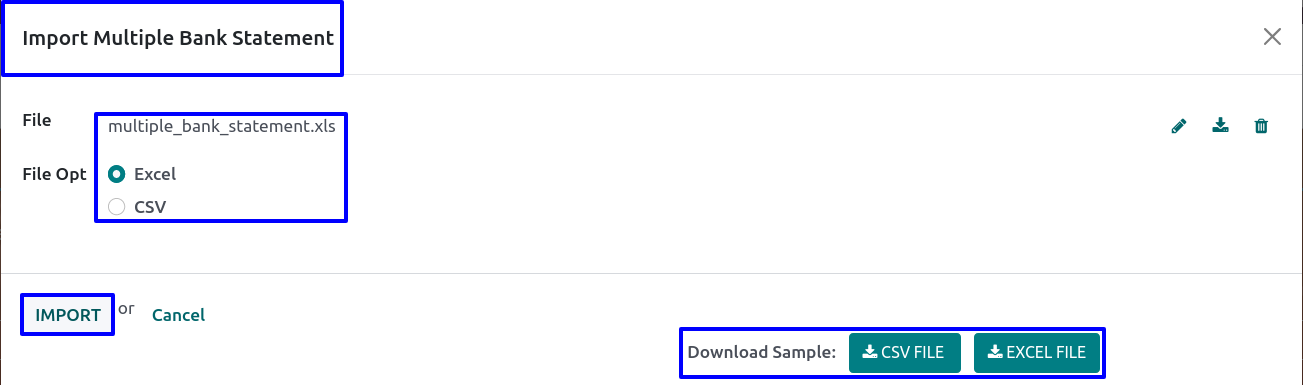 Import Multiple Bank Statement
File
multiple_bank_statement.xls
File Opt
Excel
CSV
IMPORT or Cancel
Download Sample: CSV FILE EXCEL FILE